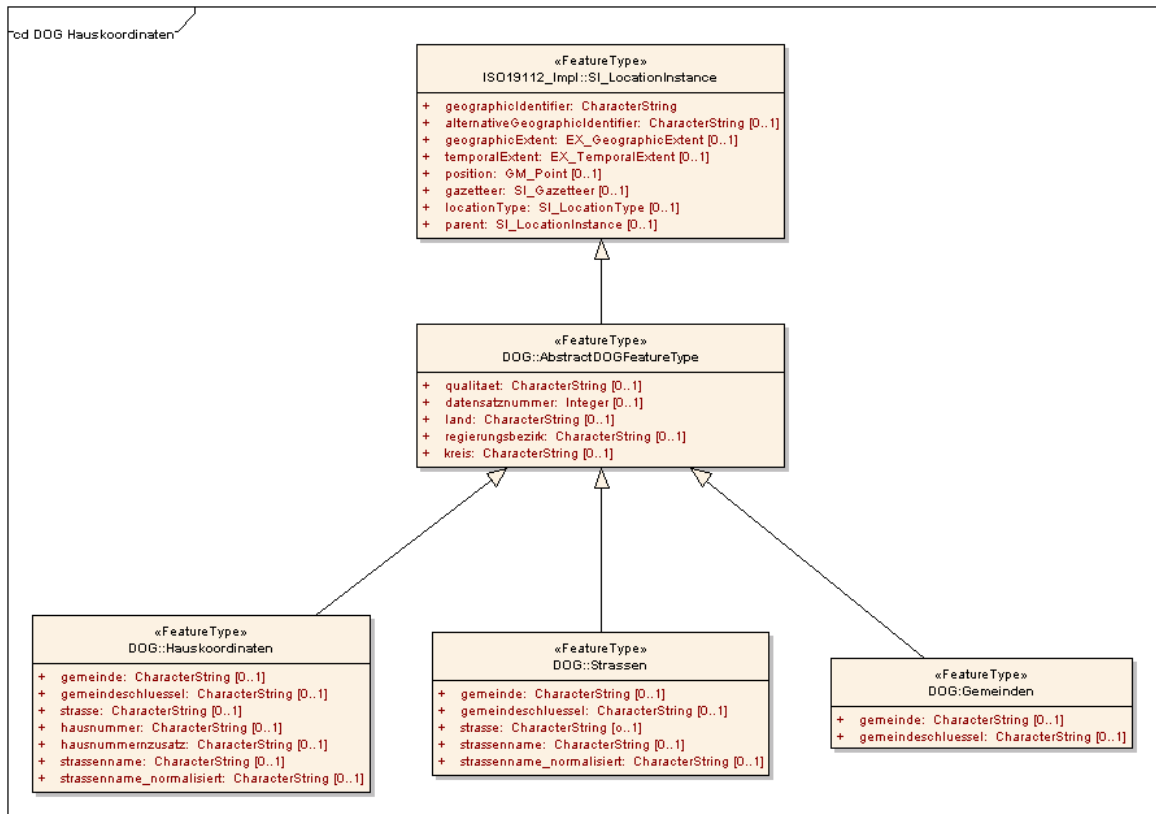 cd DOG Hauskoordinaten
«FeatureType»
ISO19112_Impl::SI_LocationInstance
+ geographicIdentifier: CharacterString
+ alternativeGeographicIdentifier: CharacterString [0..1]
+ geographicExtent: EX_GeographicExtent [0..1]
+ temporalExtent: EX_TemporalExtent [0..1]
+ position: GM_Point [0..1]
+ gazetteer: SI_Gazetteer [0..1]
+ locationType: SI_LocationType [0..1]
+ parent: SI_LocationInstance [0..1]
«FeatureType»
DOG::AbstractDOGFeatureType
+ qualitaet: CharacterString [0..1]
+ datensatznummer: Integer [0..1]
+ land: CharacterString [0..1]
+ regierungsbezirk: CharacterString [0..1]
+ kreis: CharacterString [0..1]
«FeatureType»
DOG::Hauskoordinaten
+ gemeinde: CharacterString [0..1]
+ gemeindeschluessel: CharacterString [0..1]
+ strasse: CharacterString [0..1]
+ hausnummer: CharacterString [0..1]
+ hausnummernzusatz: CharacterString [0..1]
+ strassenname: CharacterString [0..1]
+ strassenname_normalisiert: CharacterString [0..1]
«FeatureType»
DOG::Strassen
+ gemeinde: CharacterString [0..1]
+ gemeindeschluessel: CharacterString [0..1]
+ strasse: CharacterString [o..1]
+ strassenname: CharacterString [0..1]
+ strassenname_normalisiert: CharacterString [0..1]
«FeatureType»
DOG:Gemeinden
+ gemeinde: CharacterString [0..1]
+ gemeindeschluessel: CharacterString [0..1]